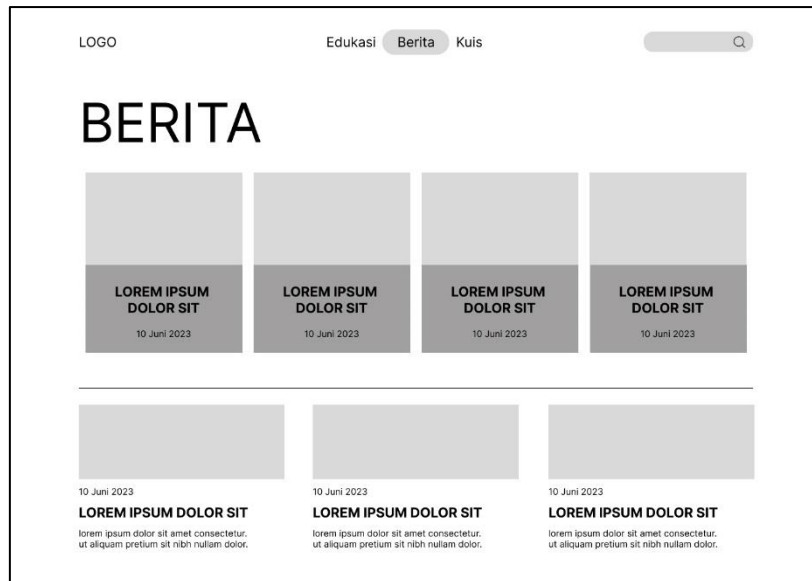 LOGO
Edukasi Berita Kuis
BERITA
LOREM IPSUM
DOLOR SIT
10 Juni 2023
LOREM IPSUM
DOLOR SIT
10 Juni 2023
LOREM IPSUM
DOLOR SIT
10 Juni 2023
LOREM IPSUM
DOLOR SIT
10 Juni 2023
10 Juni 2023
LOREM IPSUM DOLOR SIT
lorem ipsum dolor sit amet consectetur.
ut aliquam pretium sit nibh nullam dolor.
10 Juni 2023
LOREM IPSUM DOLOR SIT
lorem ipsum dolor sit amet consectetur.
ut aliquam pretium sit nibh nullam dolor.
10 Juni 2023
LOREM IPSUM DOLOR SIT
lorem ipsum dolor sit amet consectetur.
ut aliquam pretium sit nibh nullam dolor.